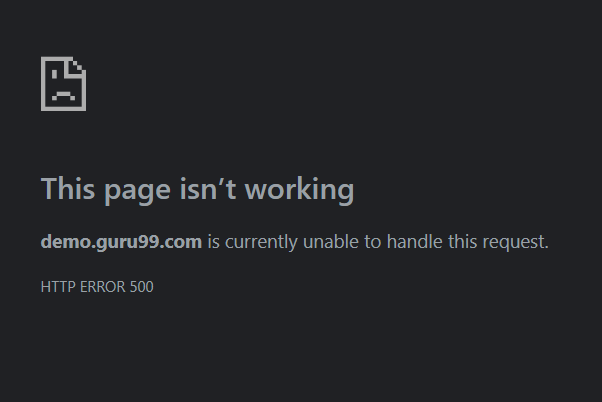 This page isn’t working
demo.guru99.com is currently unable to handle this request.
HTTP ERROR 500